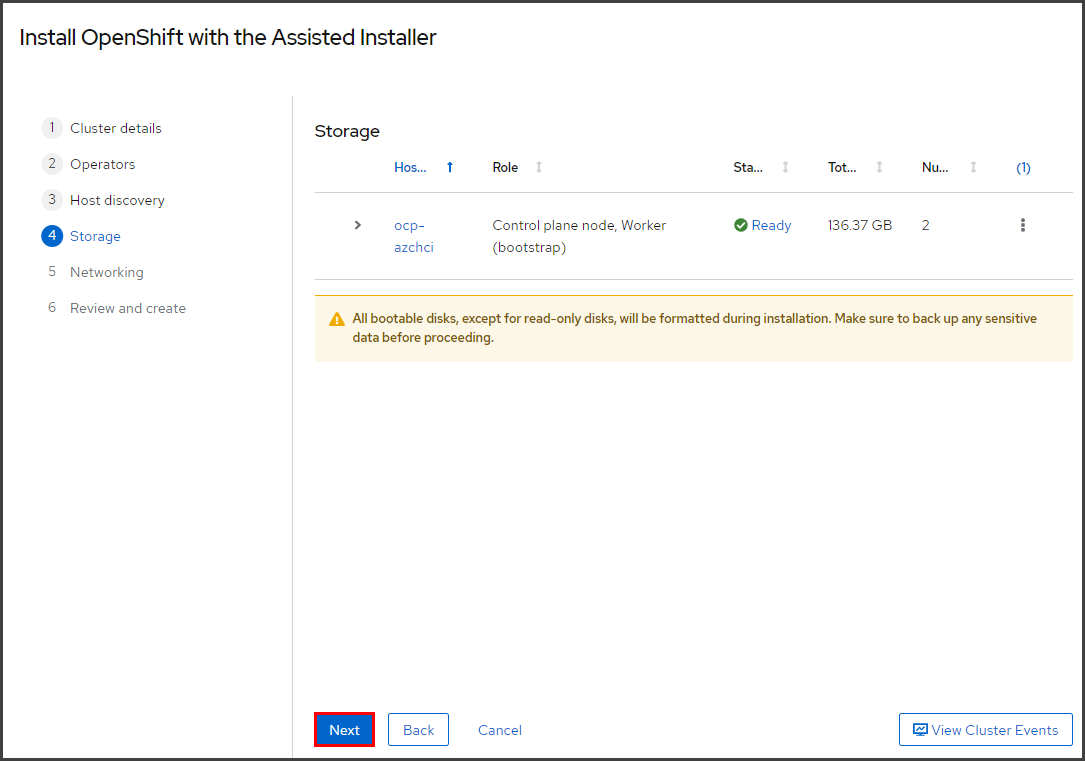 Install OpenShift with the Assisted Installer
1 Cluster details
2 Operators
3 Host discovery
4 Storage
5 Networking
6 Review and create
Storage
Hos... Role Sta... Tot... Nu... (1)
ocp- Control plane node, Worker Ready 136.37 GB 2
azchci (bootstrap)
All bootable disks, except for read-only disks, will be formatted during installation. Make sure to back up any sensitive
data before proceeding.
Next Back Cancel View Cluster Events